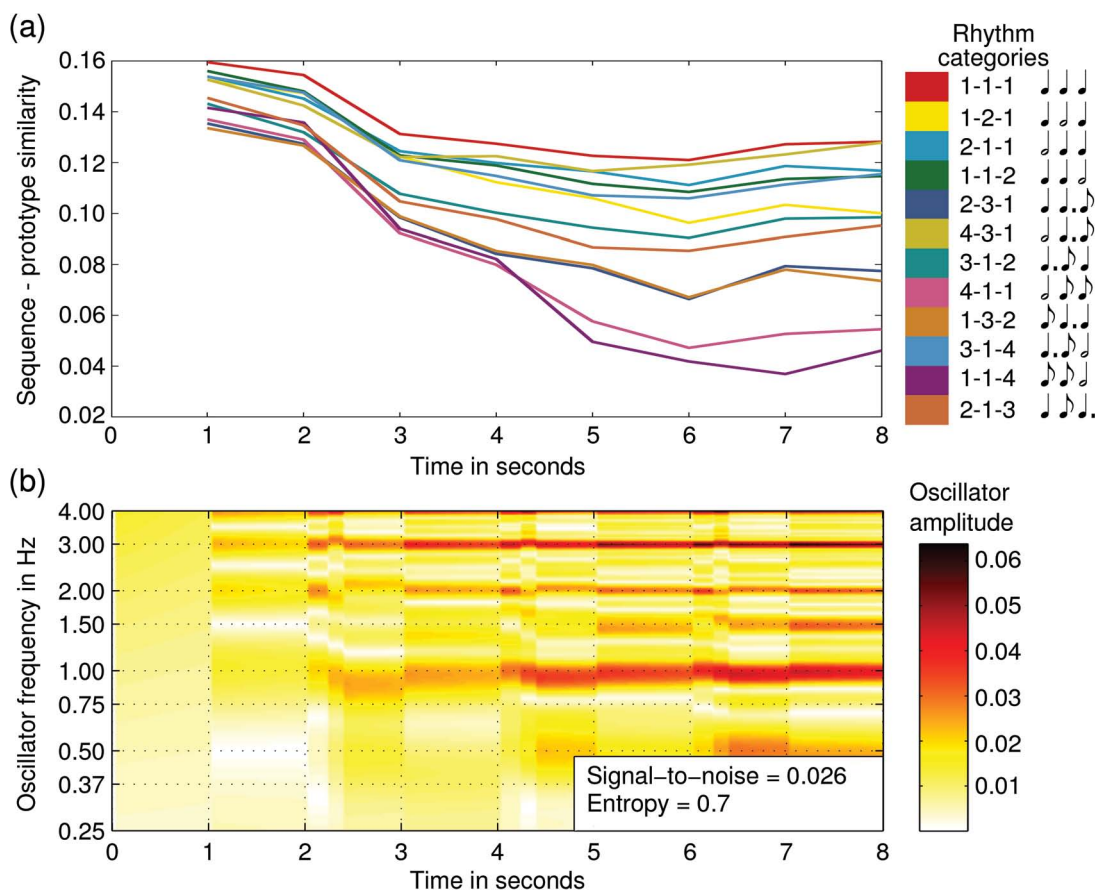 (a)
Sequence - prototype similarity
0.16
0.14
0.12
0.10
0.08
0.06
0.04
0.02
0 1 2 3 4 5 6 7 8
Time in seconds
Rhythm
categories
1-1-1
1-2-1
2-1-1
1-1-2
2-3-1
4-3-1
3-1-2
4-1-1
1-3-2
3-1-4
1-1-4
2-1-3
(b)
Oscillator frequency in Hz
4.00
3.00
2.00
1.50
1.00
0.75
0.50
0.37
0.25
Signal-to-noise = 0.026
Entropy = 0.7
0 1 2 3 4 5 6 7 8
Time in seconds
Oscillator
amplitude
0.06
0.05
0.04
0.03
0.02
0.01